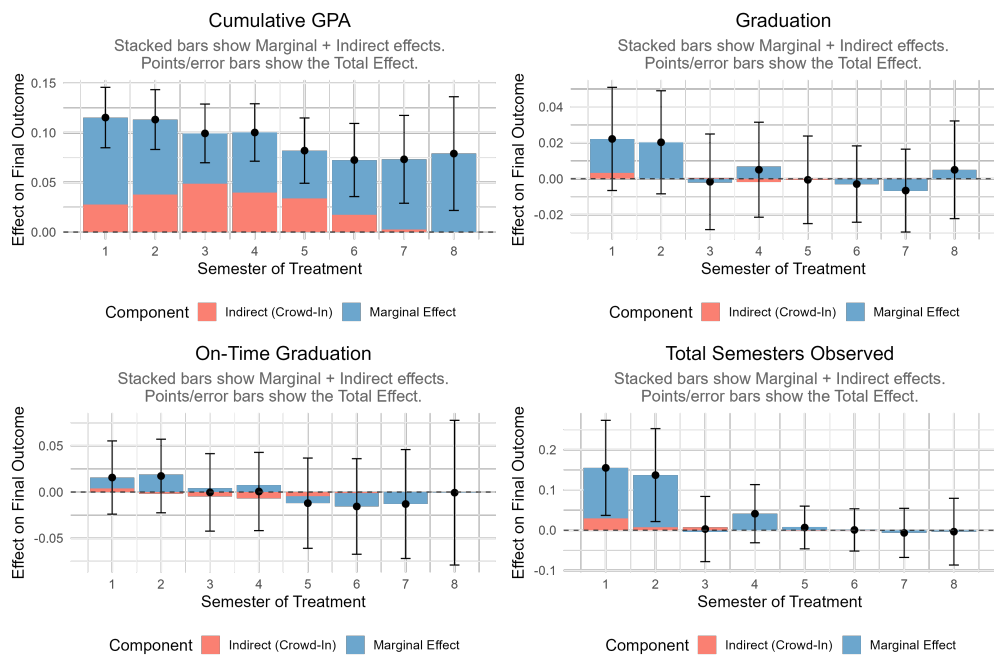 Cumulative GPA
Stacked bars show Marginal + Indirect effects.
Points/error bars show the Total Effect.
Effect on Final Outcome
0.15
0.10
0.05
0.00
1 2 3 4 5 6 7 8
Semester of Treatment
Component Indirect (Crowd-In) Marginal Effect
Graduation
Stacked bars show Marginal + Indirect effects.
Points/error bars show the Total Effect.
Effect on Final Outcome
0.04
0.02
0.00
-0.02
1 2 3 4 5 6 7 8
Semester of Treatment
Component Indirect (Crowd-In) Marginal Effect
On-Time Graduation
Stacked bars show Marginal + Indirect effects.
Points/error bars show the Total Effect.
Effect on Final Outcome
0.05
0.00
-0.05
1 2 3 4 5 6 7 8
Semester of Treatment
Component Indirect (Crowd-In) Marginal Effect
Total Semesters Observed
Stacked bars show Marginal + Indirect effects.
Points/error bars show the Total Effect.
Effect on Final Outcome
0.2
0.1
0.0
-0.1
1 2 3 4 5 6 7 8
Semester of Treatment
Component Indirect (Crowd-In) Marginal Effect